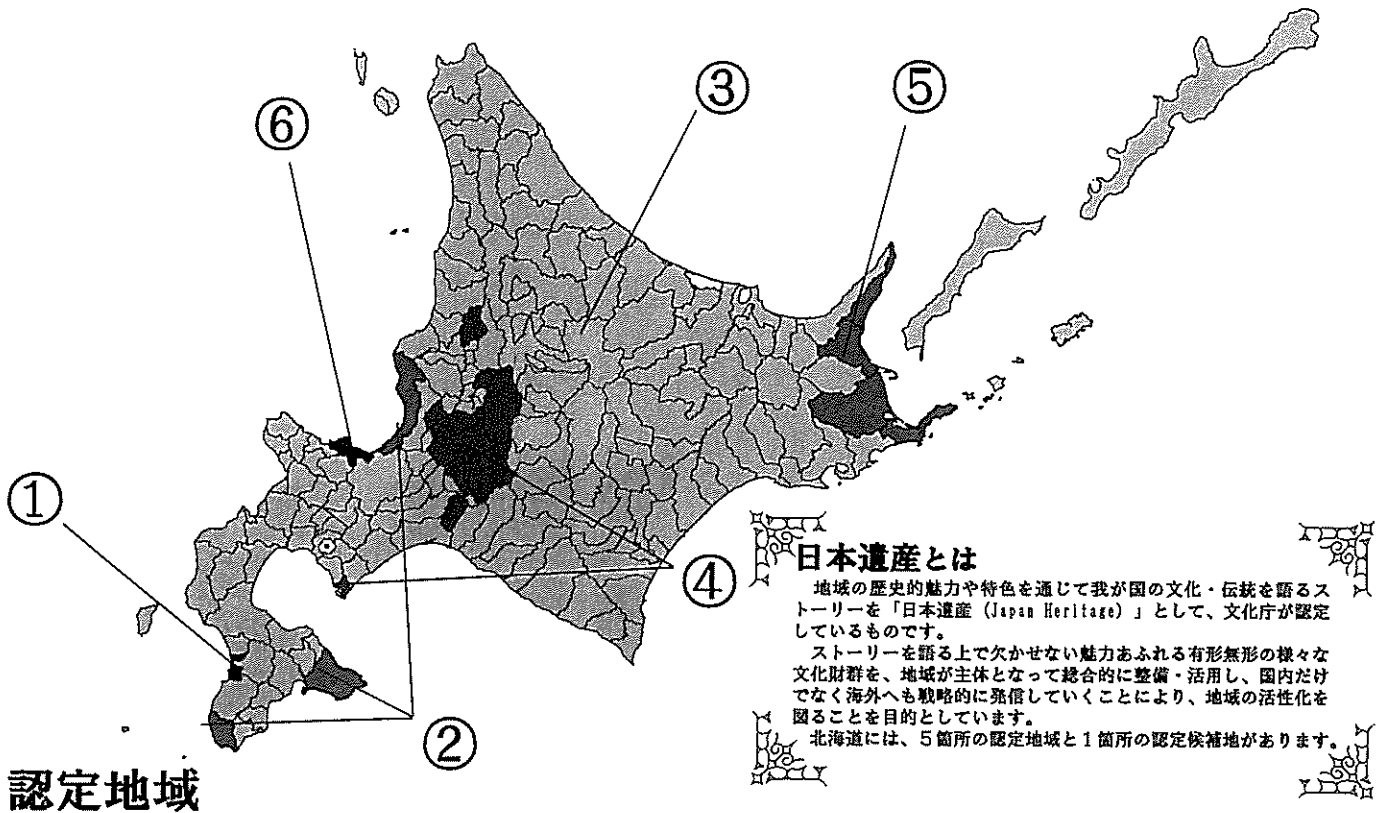 ③
⑤
⑥
①
④
②
日本遺産とは
地域の歴史的魅力や特色を通じて我が国の文化・伝統を語るス
トーリーを「日本遺産（Japan Heritage）」として、文化庁が認定
しているものです。
ストーリーを語る上で欠かせない魅力あふれる有形無形の様々な
文化財群を、地域が主体となって総合的に整備・活用し、国内だけ
でなく海外へも戦略的に発信していくことにより、地域の活性化を
図ることを目的としています。
北海道には、５箇所の認定地域と１箇所の認定候補地があります。
認定地域